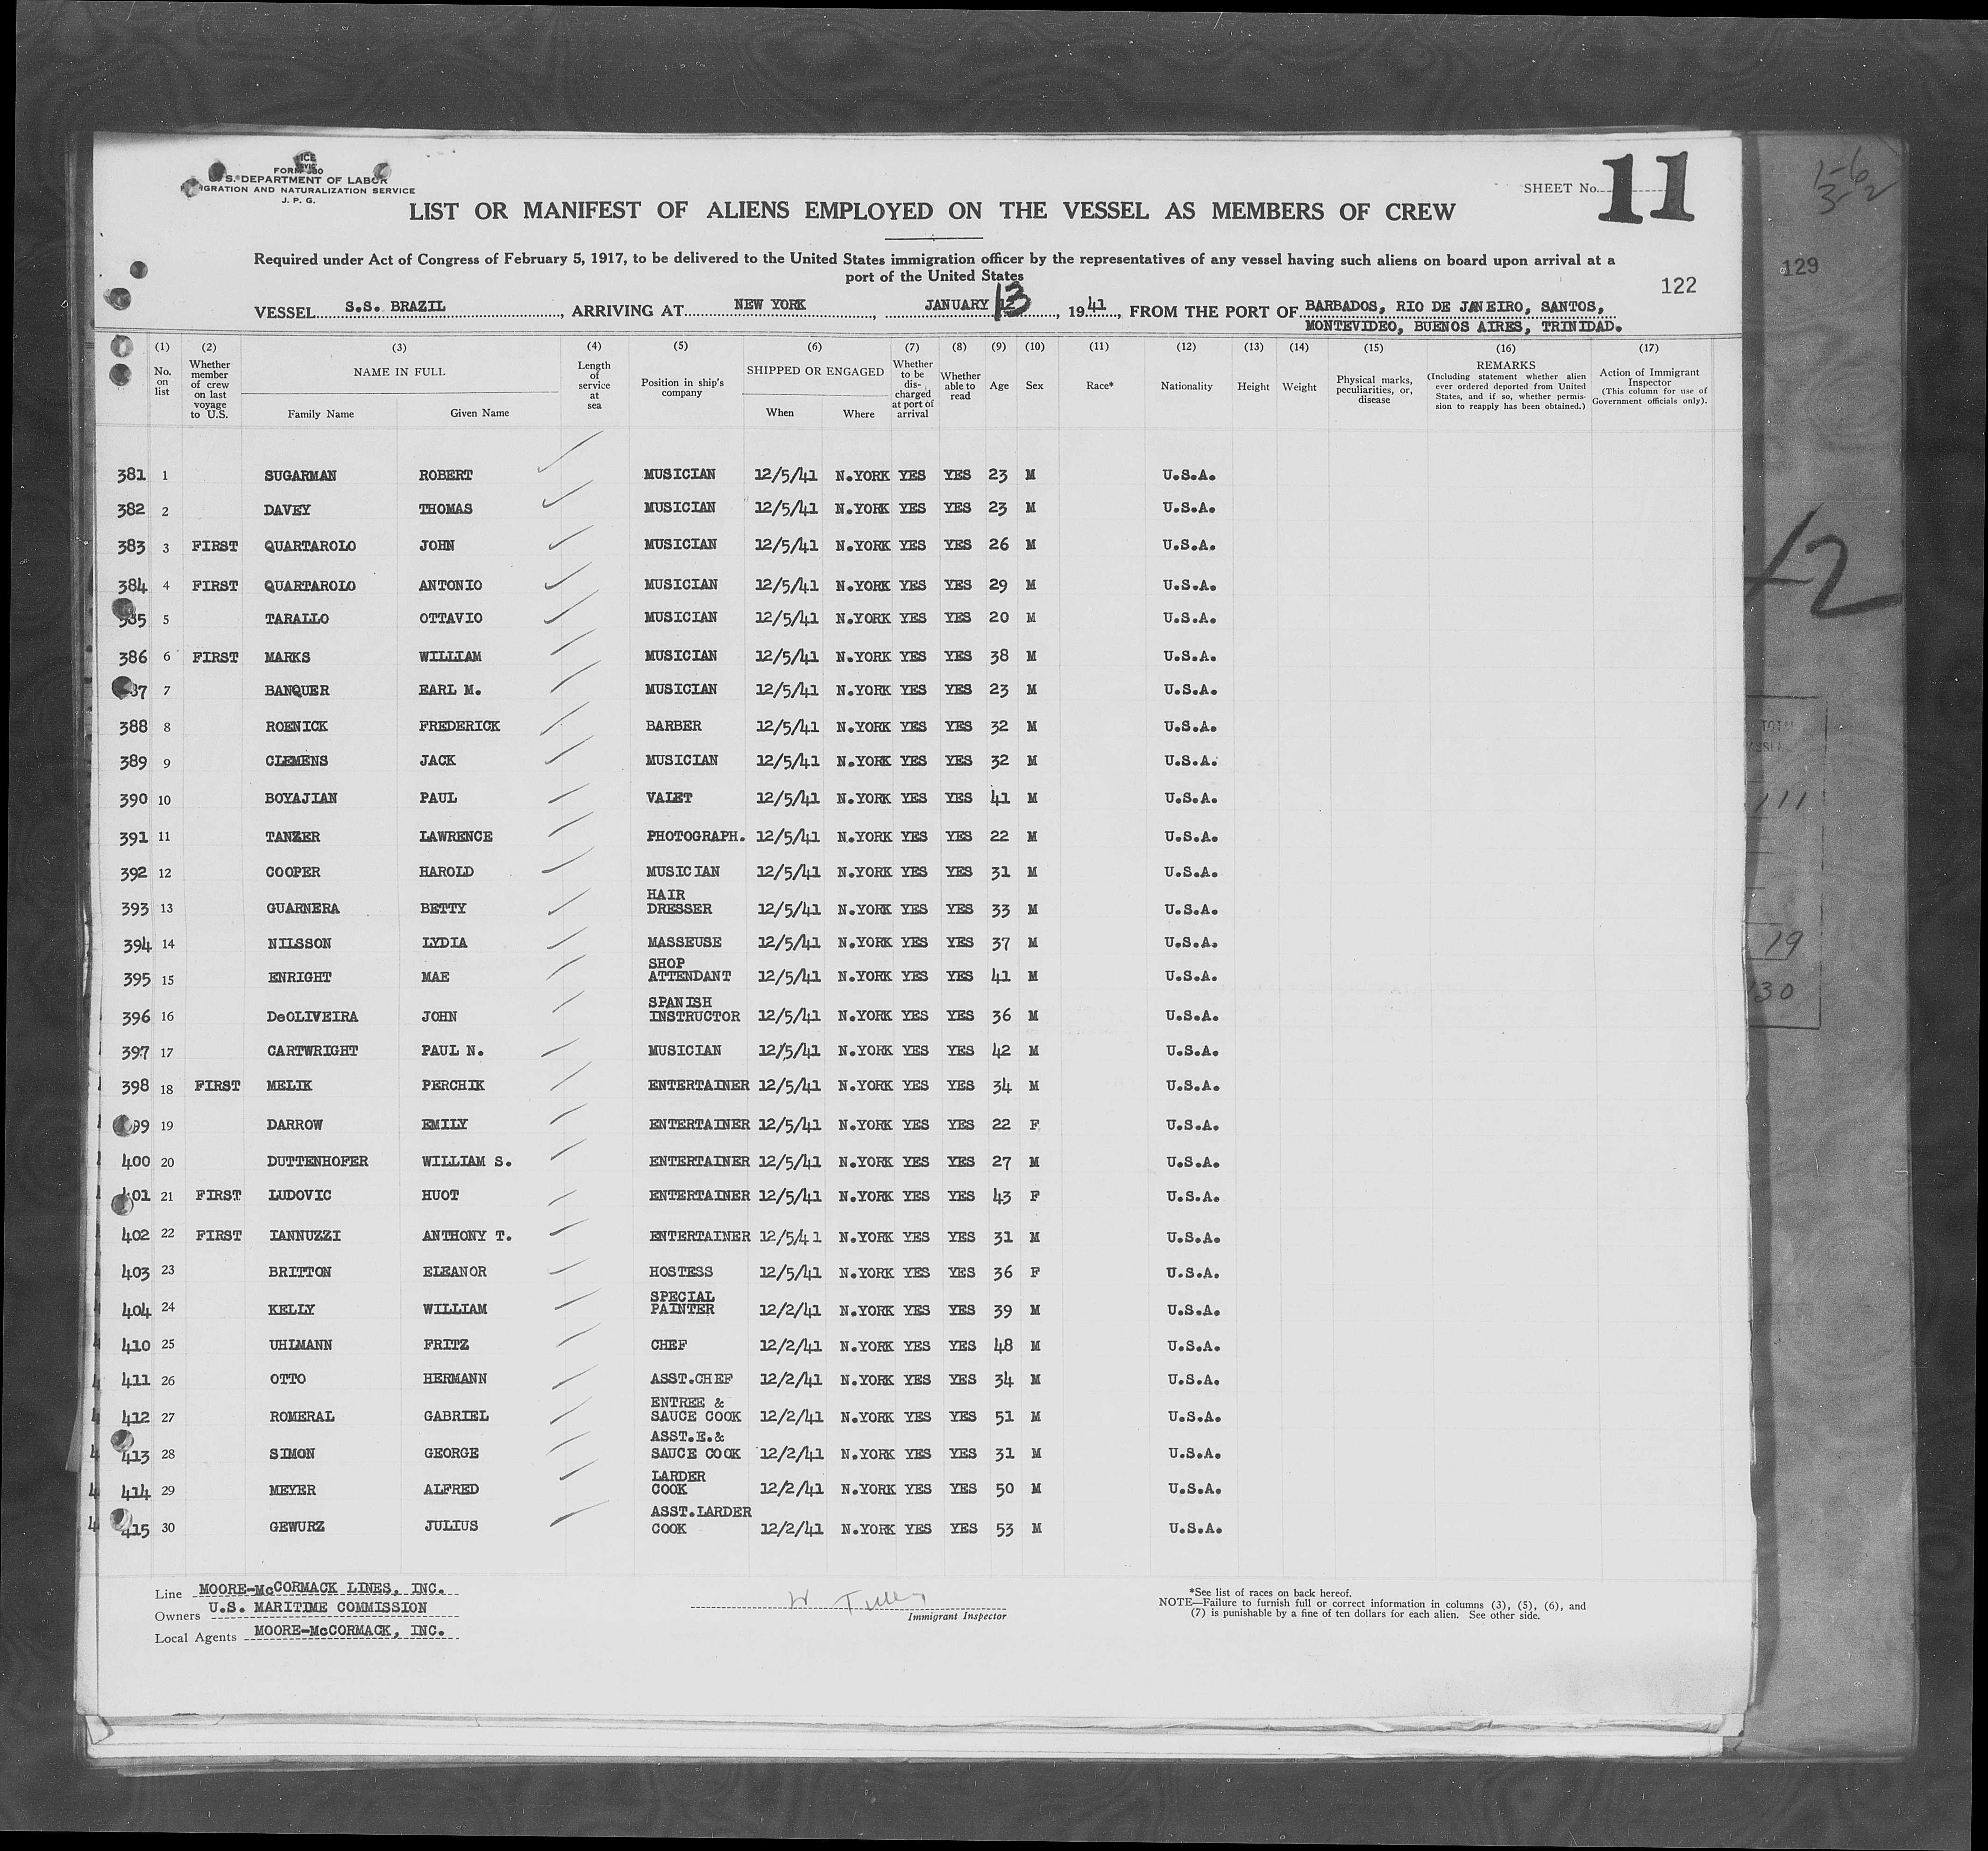 FORM 680
U. S. DEPARTMENT OF LABOR
IGRATION AND NATURALIZATION SERVICE
J. P. G.
SHEET No. 11
LIST OR MANIFEST OF ALIENS EMPLOYED ON THE VESSEL AS MEMBERS OF CREW
Required under Act of Congress of February 5, 1917, to be delivered to the United States immigration officer by the representatives of any vessel having such aliens on board upon arrival at a
port of the United States
122
129
VESSEL S.S. BRAZIL, ARRIVING AT NEW YORK, JANUARY 13, 1941, FROM THE PORT OF BARBADOS, RIO DE JANEIRO, SANTOS,
MONTEVIDEO, BUENOS AIRES, TRINIDAD.
(1) No. on list (2) Whether member of crew on last voyage to U.S. (3) NAME IN FULL Family Name Given Name (4) Length of service at sea (5) Position in ship's company (6) SHIPPED OR ENGAGED When Where (7) Whether to be discharged at port of arrival (8) Whether able to read (9) Age (10) Sex (11) Race* (12) Nationality (13) Height (14) Weight (15) Physical marks, peculiarities, or, disease (16) REMARKS (Including statement whether alien ever ordered deported from United States, and if so, whether permission to reapply has been obtained.) (17) Action of Immigrant Inspector (This column for use of Government officials only).
381 1 SUGARMAN ROBERT MUSICIAN 12/5/41 N.YORK YES YES 23 M U.S.A.
382 2 DAVEY THOMAS MUSICIAN 12/5/41 N.YORK YES YES 23 M U.S.A.
383 3 FIRST QUARTAROLO JOHN MUSICIAN 12/5/41 N.YORK YES YES 26 M U.S.A.
384 4 FIRST QUARTAROLO ANTONIO MUSICIAN 12/5/41 N.YORK YES YES 29 M U.S.A.
385 5 TARALLO OTTAVIO MUSICIAN 12/5/41 N.YORK YES YES 20 M U.S.A.
386 6 FIRST MARKS WILLIAM MUSICIAN 12/5/41 N.YORK YES YES 38 M U.S.A.
387 7 BANQUER EARL M. MUSICIAN 12/5/41 N.YORK YES YES 23 M U.S.A.
388 8 ROENICK FREDERICK BARBER 12/5/41 N.YORK YES YES 32 M U.S.A.
389 9 CLEMENS JACK MUSICIAN 12/5/41 N.YORK YES YES 32 M U.S.A.
390 10 BOYAJIAN PAUL VALET 12/5/41 N.YORK YES YES 41 M U.S.A.
391 11 TANZER LAWRENCE PHOTOGRAPH. 12/5/41 N.YORK YES YES 22 M U.S.A.
392 12 COOPER HAROLD MUSICIAN 12/5/41 N.YORK YES YES 31 M U.S.A.
393 13 GUARNERA BETTY HAIR DRESSER 12/5/41 N.YORK YES YES 33 M U.S.A.
394 14 NILSSON LYDIA MASSEUSE 12/5/41 N.YORK YES YES 37 M U.S.A.
395 15 ENRIGHT MAE SHOP ATTENDANT 12/5/41 N.YORK YES YES 41 M U.S.A.
396 16 DeOLIVEIRA JOHN SPANISH INSTRUCTOR 12/5/41 N.YORK YES YES 36 M U.S.A.
397 17 CARTWRIGHT PAUL N. MUSICIAN 12/5/41 N.YORK YES YES 42 M U.S.A.
398 18 FIRST MELIK PERCHIK ENTERTAINER 12/5/41 N.YORK YES YES 34 M U.S.A.
399 19 DARROW EMILY ENTERTAINER 12/5/41 N.YORK YES YES 22 F U.S.A.
400 20 DUTTENHOFER WILLIAM S. ENTERTAINER 12/5/41 N.YORK YES YES 27 M U.S.A.
401 21 FIRST LUDOVIC HUOT ENTERTAINER 12/5/41 N.YORK YES YES 43 F U.S.A.
402 22 FIRST IANNUZZI ANTHONY T. ENTERTAINER 12/5/41 N.YORK YES YES 31 M U.S.A.
403 23 BRITTON ELEANOR HOSTESS 12/5/41 N.YORK YES YES 36 F U.S.A.
404 24 KELLY WILLIAM SPECIAL PAINTER 12/2/41 N.YORK YES YES 39 M U.S.A.
410 25 UHLMANN FRITZ CHEF 12/2/41 N.YORK YES YES 48 M U.S.A.
411 26 OTTO HERMANN ASST.CHEF 12/2/41 N.YORK YES YES 34 M U.S.A.
412 27 ROMERAL GABRIEL ENTREE & SAUCE COOK 12/2/41 N.YORK YES YES 51 M U.S.A.
413 28 SIMON GEORGE ASST.E.& SAUCE COOK 12/2/41 N.YORK YES YES 31 M U.S.A.
414 29 MEYER ALFRED LARDER COOK 12/2/41 N.YORK YES YES 50 M U.S.A.
415 30 GEWURZ JULIUS ASST.LARDER COOK 12/2/41 N.YORK YES YES 53 M U.S.A.
Line MOORE-McCORMACK LINES, INC.
Owners U.S. MARITIME COMMISSION
Local Agents MOORE-McCORMACK, INC.
Immigrant Inspector
*See list of races on back hereof.
NOTE—Failure to furnish full or correct information in columns (3), (5), (6), and
(7) is punishable by a fine of ten dollars for each alien. See other side.
111
19
130